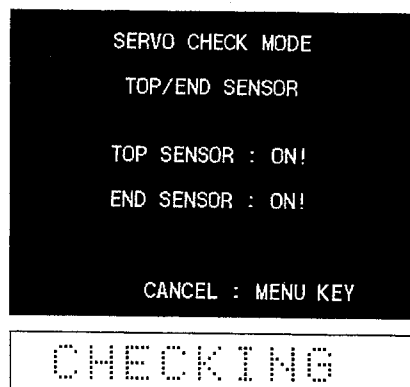 SERVO CHECK MODE
TOP/END SENSOR
TOP SENSOR : ON!
END SENSOR : ON!
CANCEL : MENU KEY
CHECKING